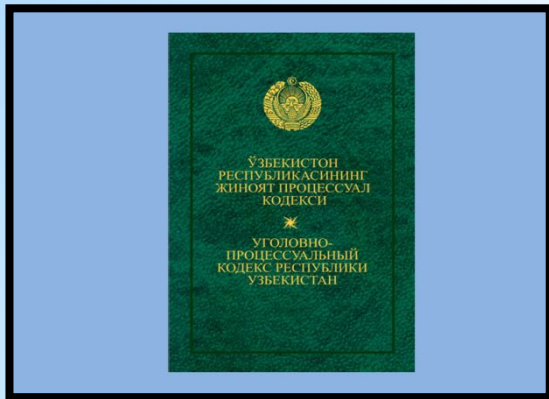 ЎЗБЕКИСТОН
РЕСПУБЛИКАСИНИНГ
ЖИНОЯТ ПРОЦЕССУАЛ
КОДЕКСИ
УГОЛОВНО-
ПРОЦЕССУАЛЬНЫЙ
КОДЕКС РЕСПУБЛИКИ
УЗБЕКИСТАН